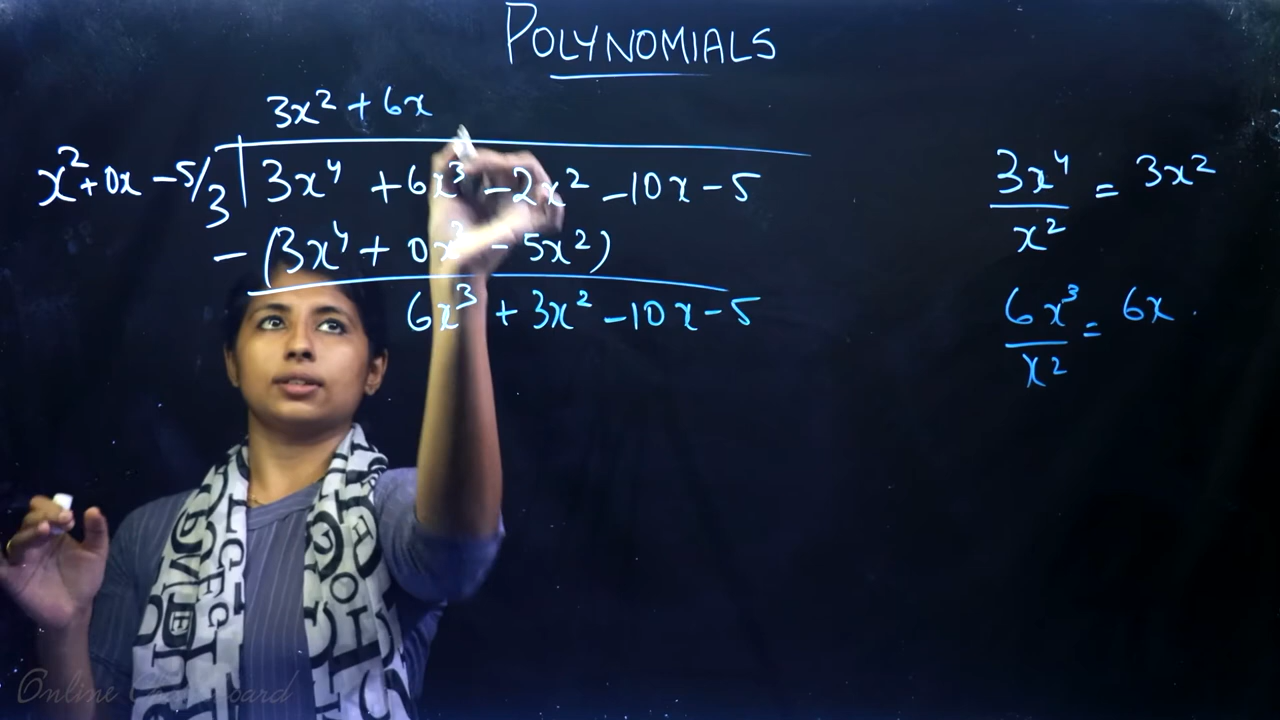 POLYNOMIALS
3x² + 6x
x² + 0x - 5/3 3x⁴ + 6x³ - 2x² - 10x - 5
- (3x⁴ + 0x³ - 5x²)
6x³ + 3x² - 10x - 5
3x⁴/x² = 3x²
6x³/x² = 6x.
Online